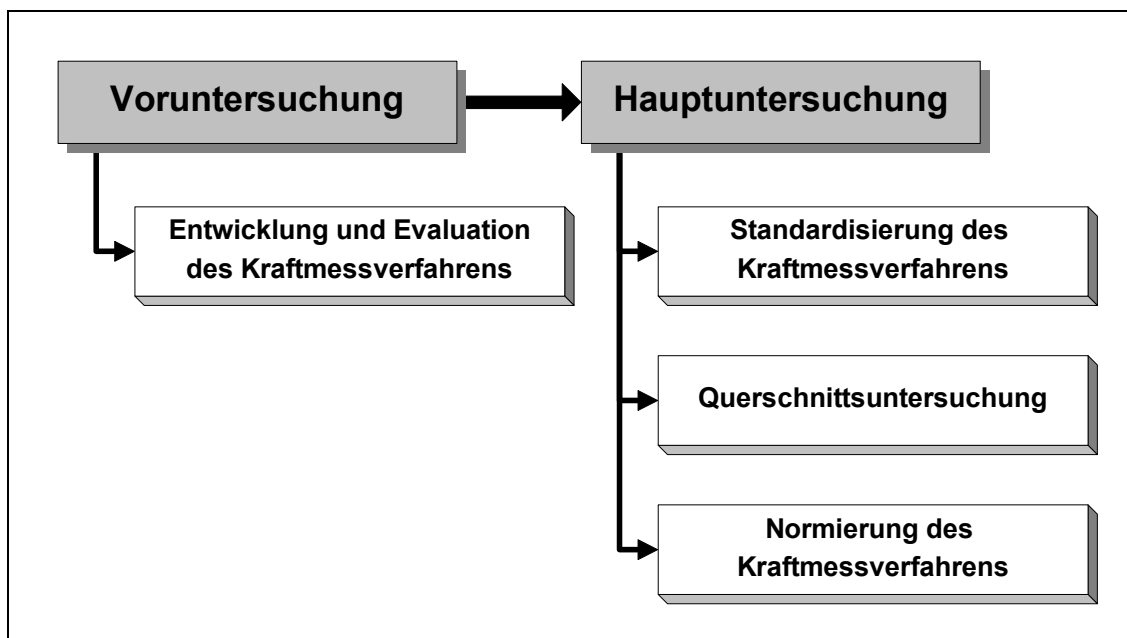 Voruntersuchung
Hauptuntersuchung
Entwicklung und Evaluation
des Kraftmessverfahrens
Standardisierung des
Kraftmessverfahrens
Querschnittsuntersuchung
Normierung des
Kraftmessverfahrens